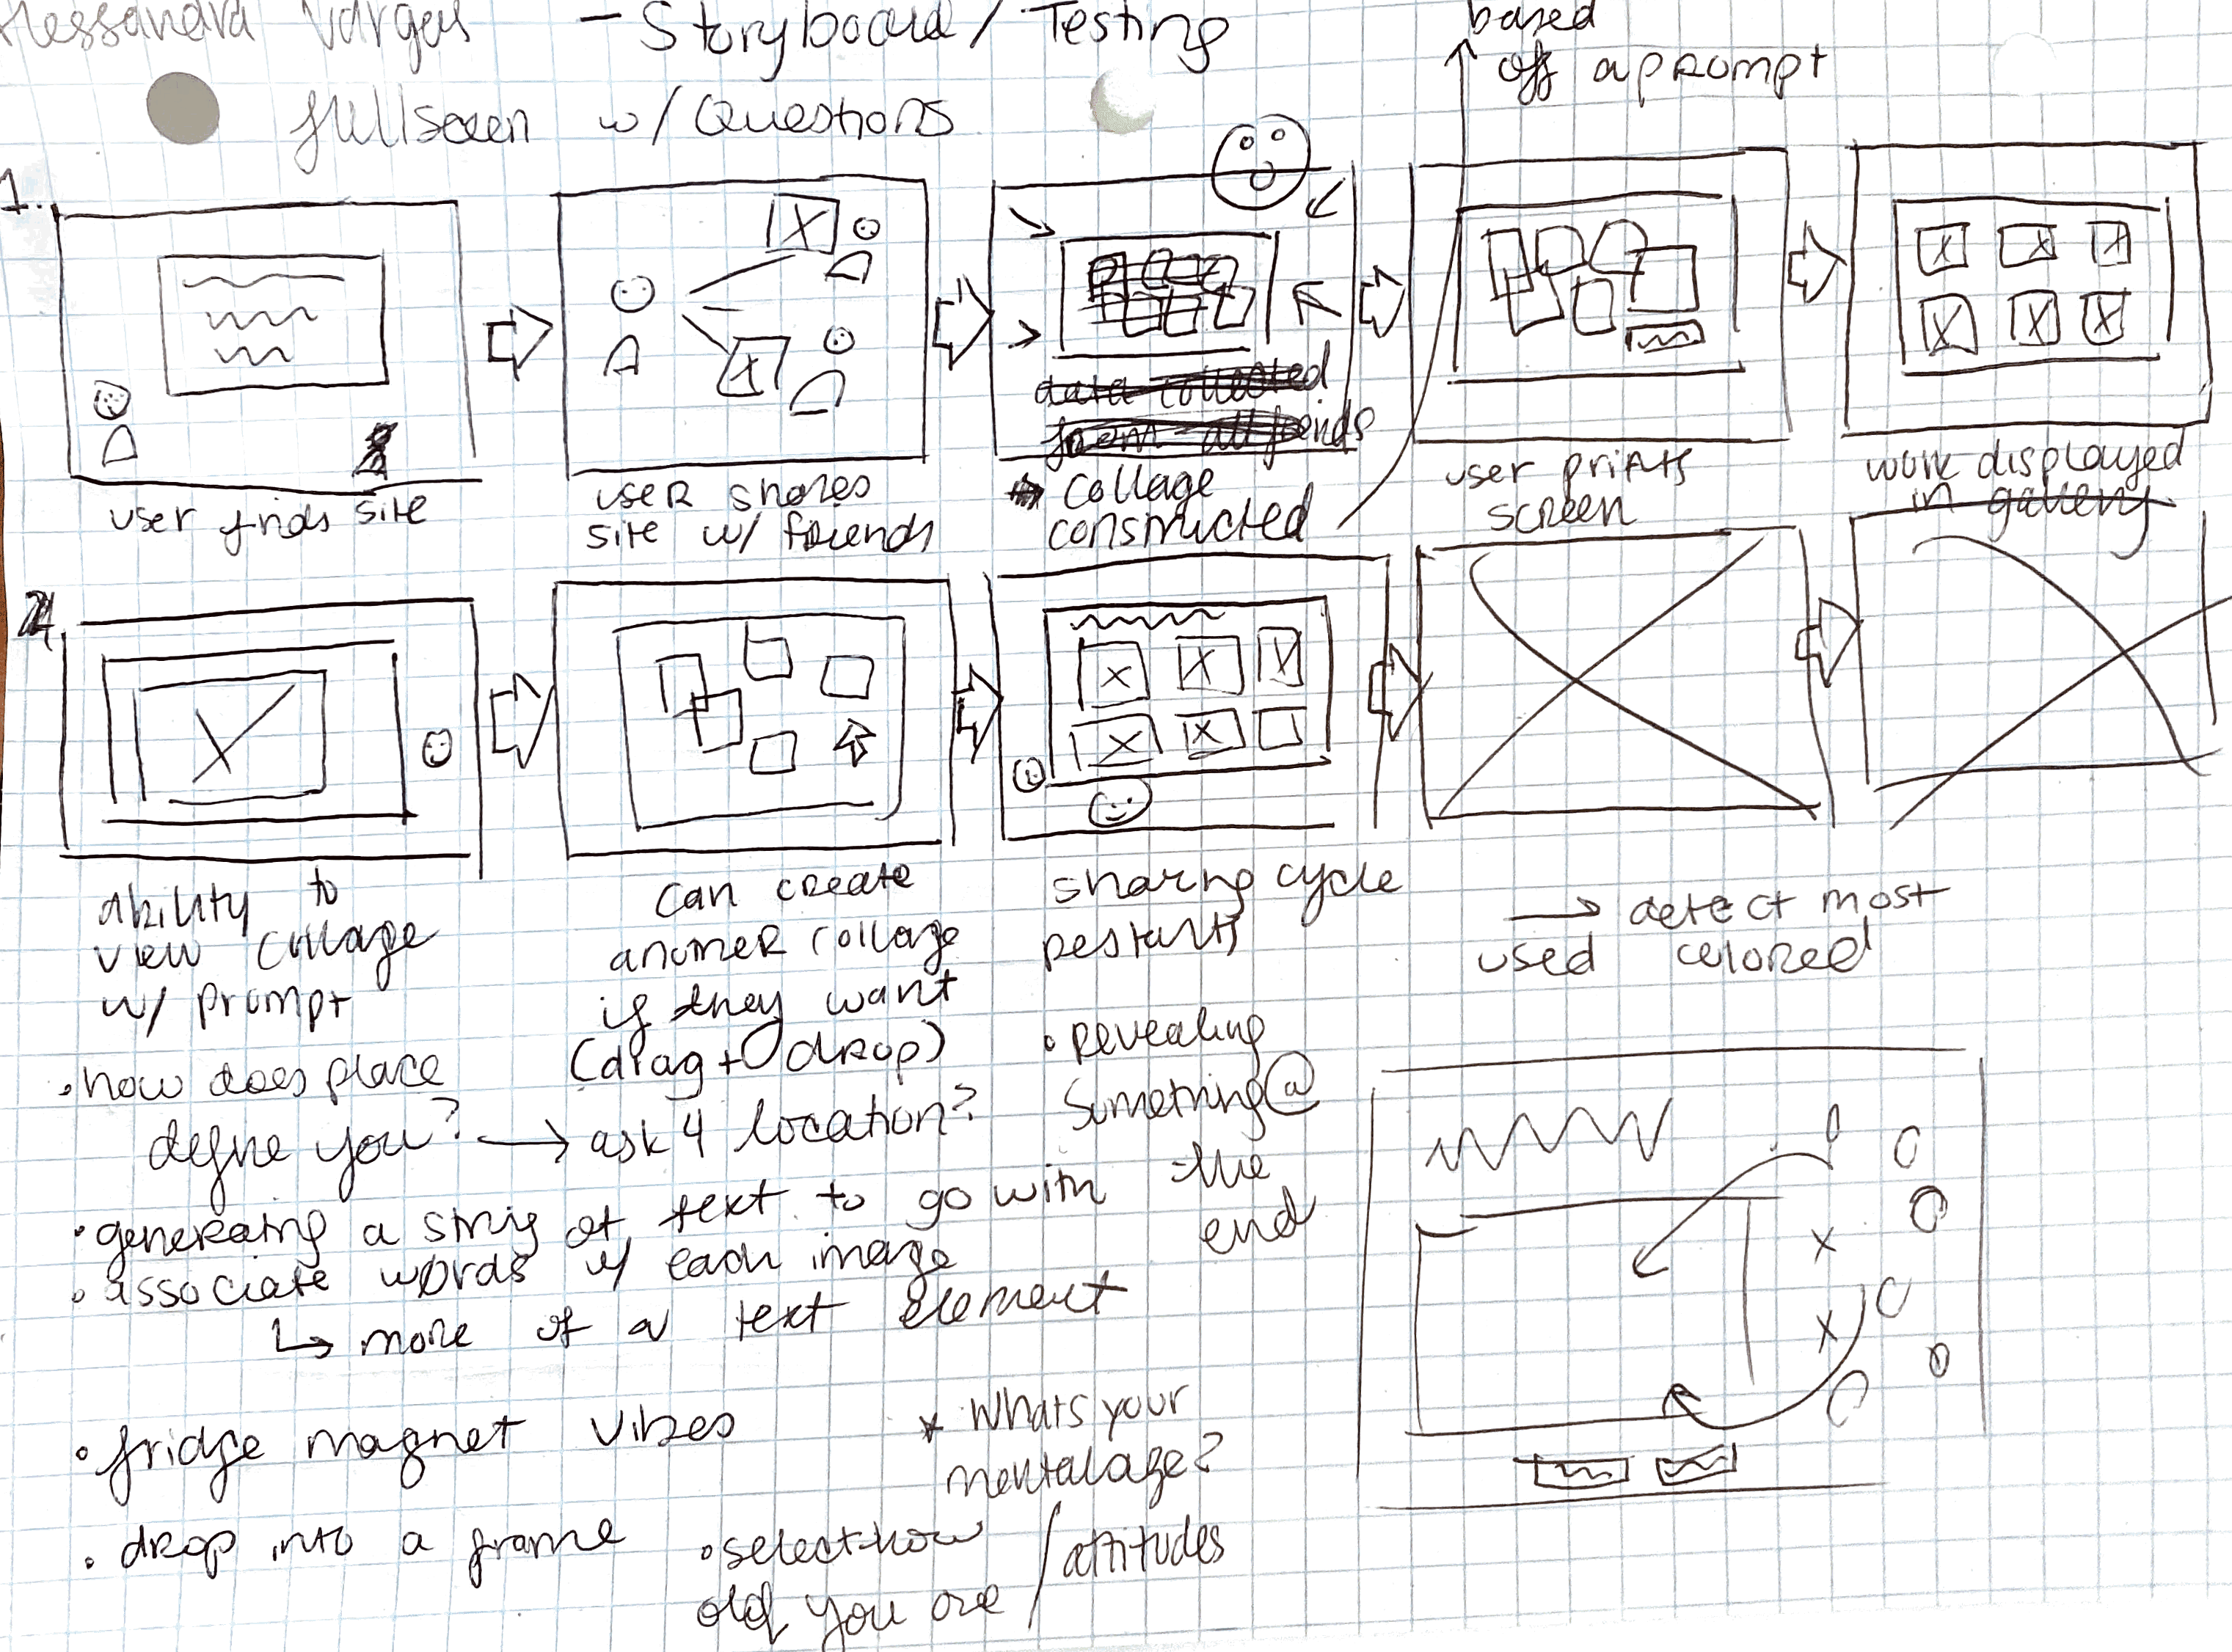 Alessandra Vargas - Storyboard / Testing
fullscreen w/ Questions
based
off a prompt
1.
user finds site
user shares
site w/ friends
data collected
from all friends
collage
constructed
user prints
screen
work displayed
in gallery
2.
ability to
view collage
w/ prompt
can create
another collage
if they want
(drag + drop)
sharing cycle
restarts
→ detect most
used colored
• how does place
define you? → ask 4 location?
• revealing
something @
the
end
• generating a string of text to go with
• associate words w/ each image
↳ more of a text element
• fridge magnet vibes
* Whats your
mental age?
• drop into a frame
• select how
old you are / attitudes